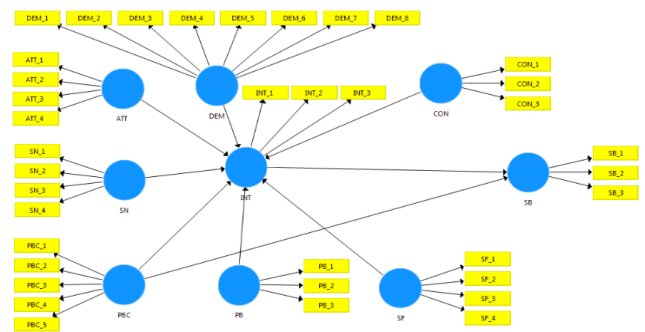 DEM_1 DEM_2 DEM_3 DEM_4 DEM_5 DEM_6 DEM_7 DEM_8
ATT_1
ATT_2
ATT_3
ATT_4
ATT
DEM
INT_1 INT_2 INT_3
CON_1
CON_2
CON_3
CON
SN_1
SN_2
SN_3
SN_4
SN
INT
SB_1
SB_2
SB_3
SB
PBC_1
PBC_2
PBC_3
PBC_4
PBC_5
PBC
PB_1
PB_2
PB_3
PB
SF_1
SF_2
SF_3
SF_4
SF